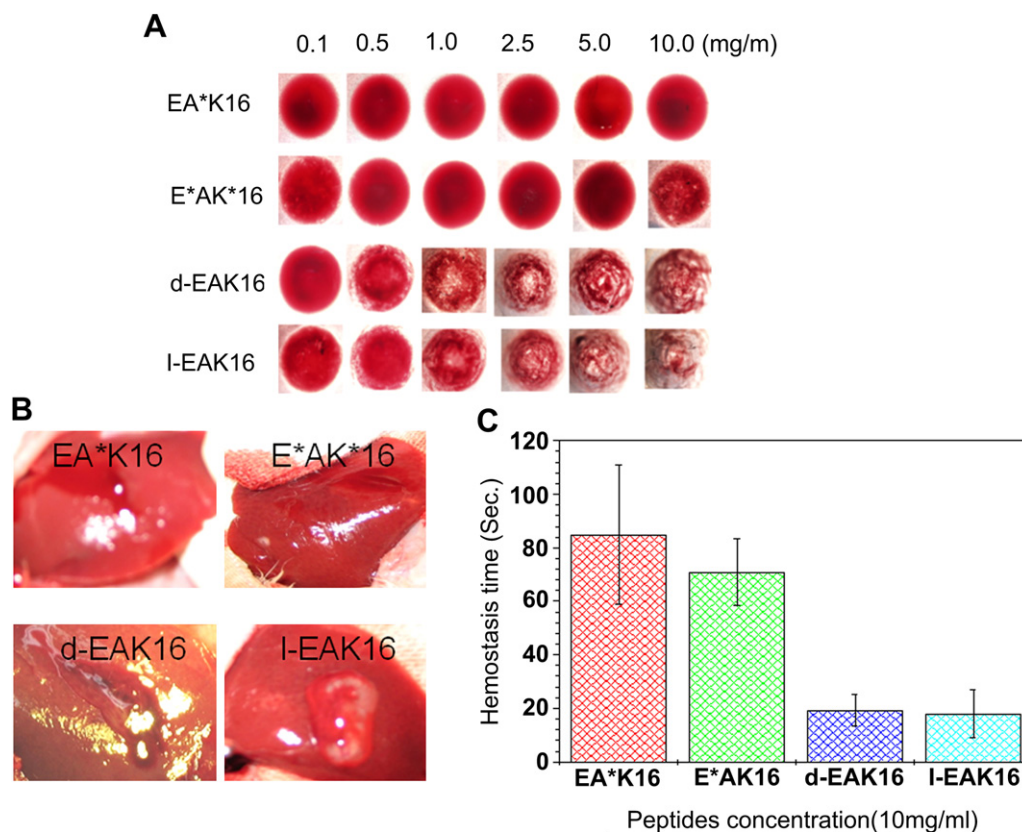 A
0.1 0.5 1.0 2.5 5.0 10.0 (mg/m)
EA*K16
E*AK*16
d-EAK16
l-EAK16
B
EA*K16 E*AK*16
d-EAK16 l-EAK16
C
Hemostasis time (Sec.)
120
100
80
60
40
20
0
EA*K16 E*AK16 d-EAK16 l-EAK16
Peptides concentration(10mg/ml)